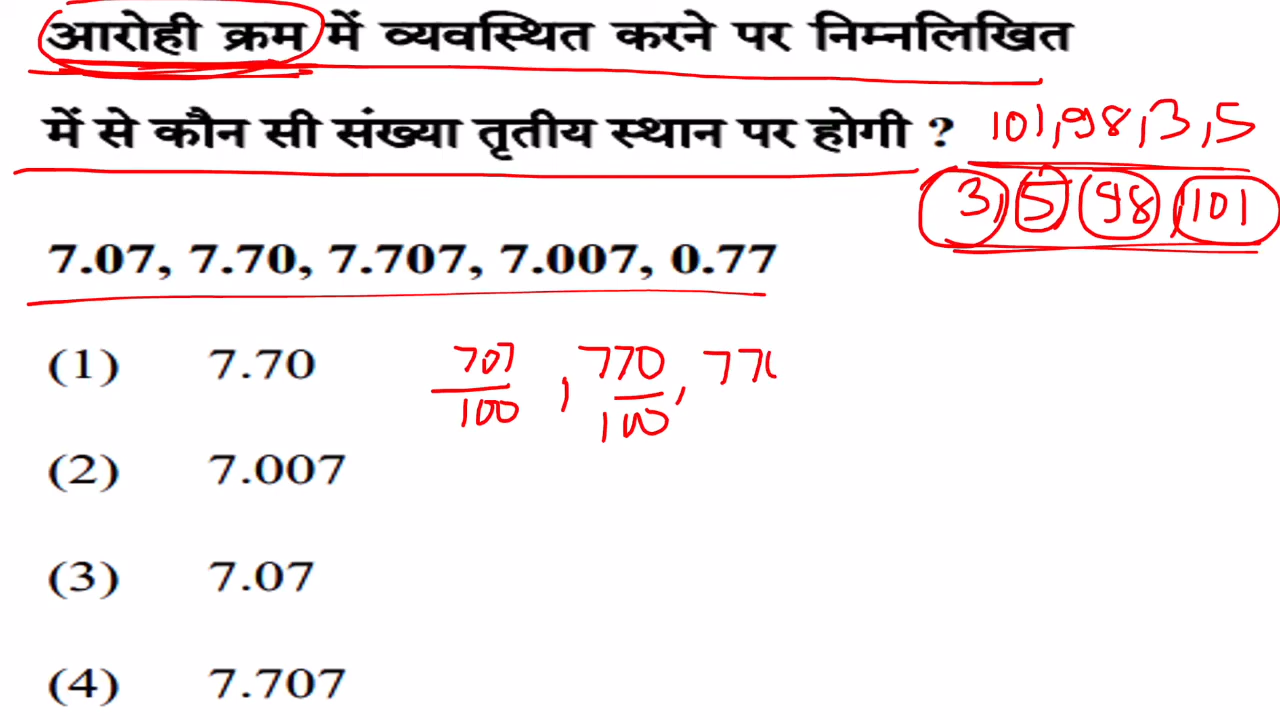 आरोही क्रम में व्यवस्थित करने पर निम्नलिखित
में से कौन सी संख्या तृतीय स्थान पर होगी ?
101,98,3,5
3,5,98,101
7.07, 7.70, 7.707, 7.007, 0.77
(1) 7.70
707/100, 770/100, 770
(2) 7.007
(3) 7.07
(4) 7.707